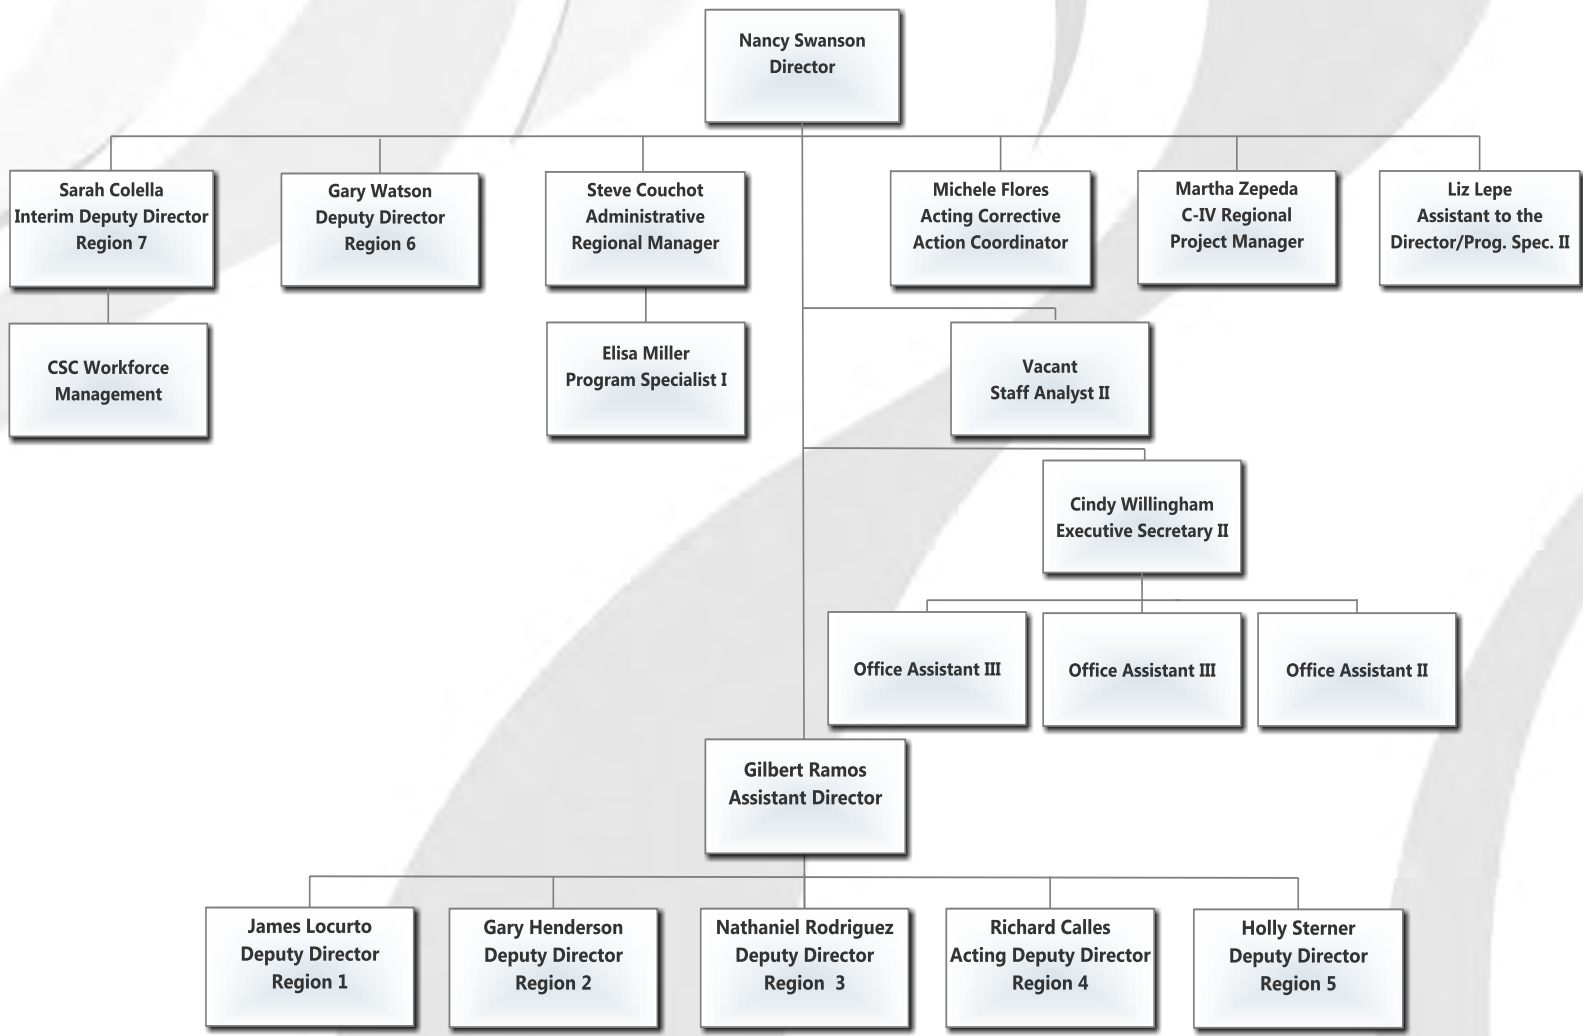 Nancy Swanson
Director
Sarah Colella
Interim Deputy Director
Region 7
Gary Watson
Deputy Director
Region 6
Steve Couchot
Administrative
Regional Manager
Michele Flores
Acting Corrective
Action Coordinator
Martha Zepeda
C-IV Regional
Project Manager
Liz Lepe
Assistant to the
Director/Prog. Spec. II
CSC Workforce
Management
Elisa Miller
Program Specialist I
Vacant
Staff Analyst II
Cindy Willingham
Executive Secretary II
Office Assistant III
Office Assistant III
Office Assistant II
Gilbert Ramos
Assistant Director
James Locurto
Deputy Director
Region 1
Gary Henderson
Deputy Director
Region 2
Nathaniel Rodriguez
Deputy Director
Region 3
Richard Calles
Acting Deputy Director
Region 4
Holly Sterner
Deputy Director
Region 5